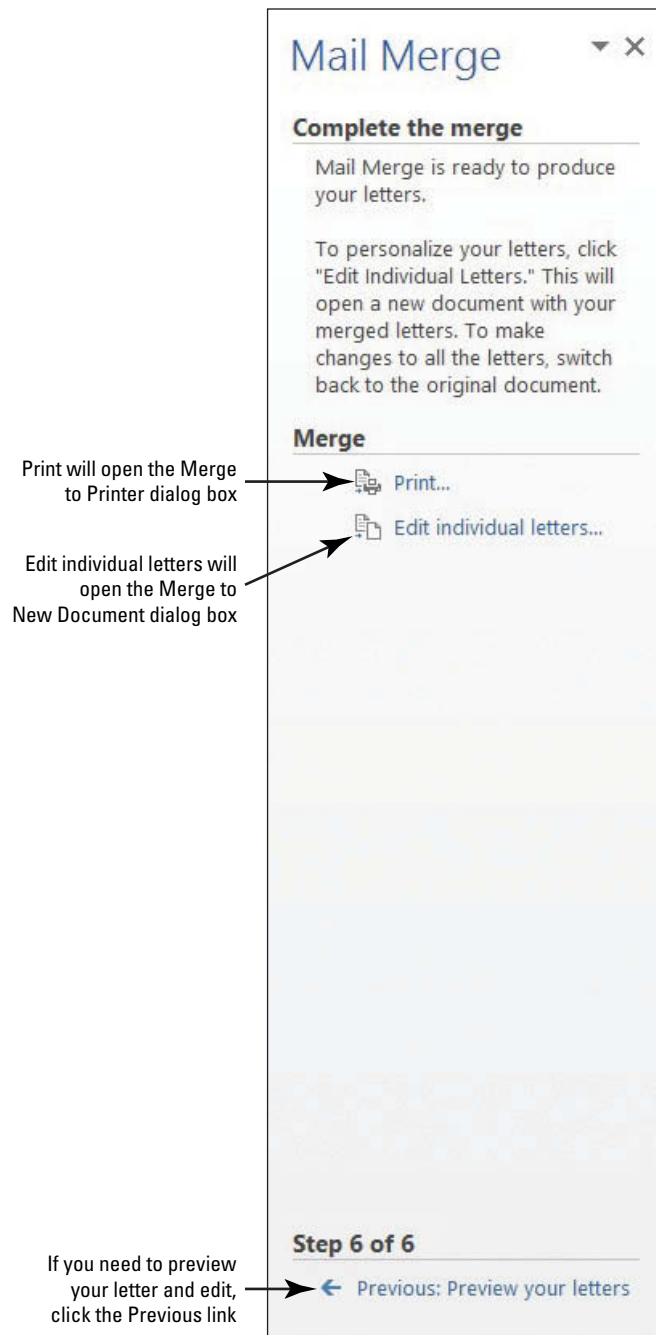 Mail Merge
Complete the merge
Mail Merge is ready to produce
your letters.
To personalize your letters, click
"Edit Individual Letters." This will
open a new document with your
merged letters. To make
changes to all the letters, switch
back to the original document.
Merge
Print will open the Merge
to Printer dialog box
Print...
Edit individual letters...
Edit individual letters will
open the Merge to
New Document dialog box
Step 6 of 6
If you need to preview
your letter and edit,
click the Previous link
Previous: Preview your letters